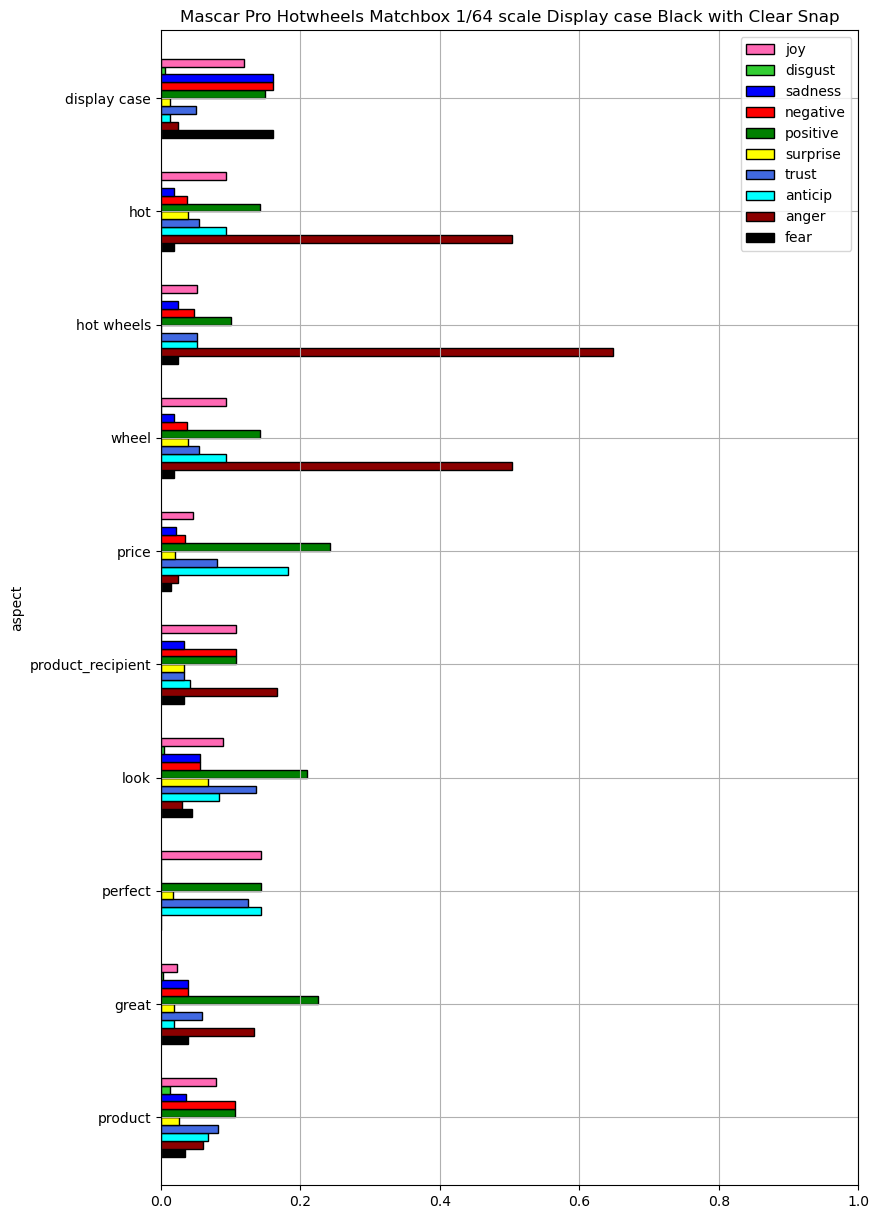 Mascar Pro Hotwheels Matchbox 1/64 scale Display case Black with Clear Snap
joy
disgust
sadness
negative
positive
surprise
trust
anticip
anger
fear
display case
hot
hot wheels
wheel
price
product_recipient
look
perfect
great
product
aspect
0.0 0.2 0.4 0.6 0.8 1.0